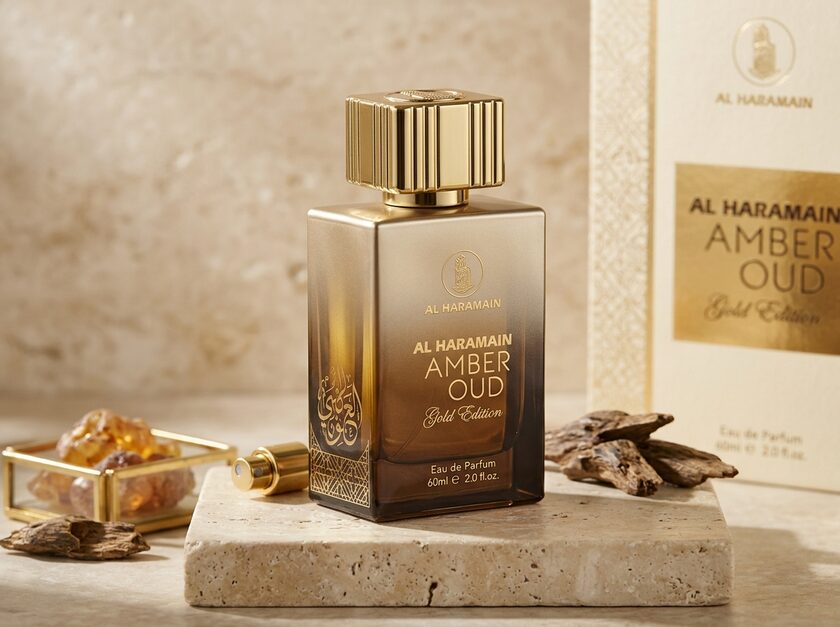 AL HARAMAIN
AL HARAMAIN
AMBER
OUD
Gold Edition
Eau de Parfum
60ml e 2.0 fl.oz.
AL HARAMAIN
AL HARAMAIN
AMBER
OUD
Gold Edition
Eau de Parfum
60ml e 2.0 fl.oz.